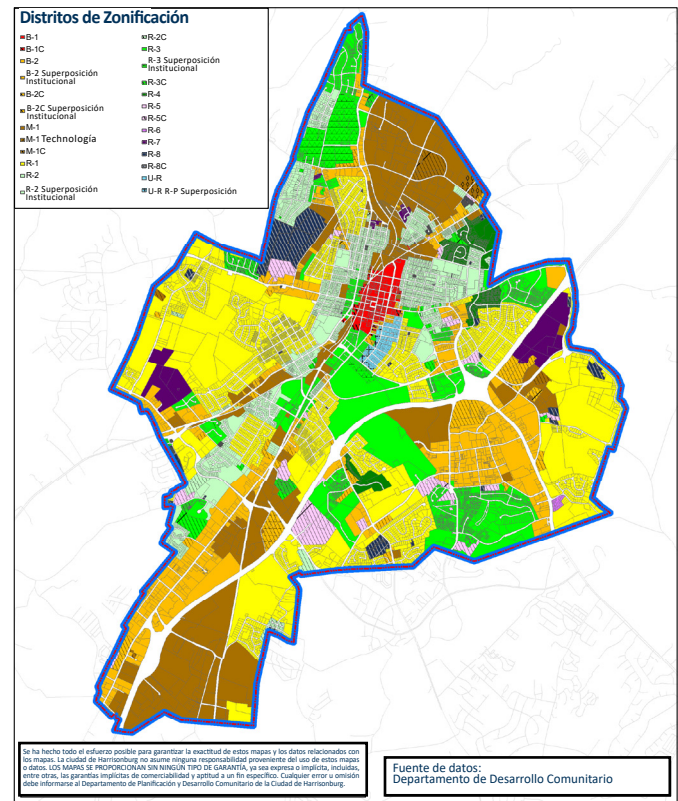 Distritos de Zonificación
B-1
B-1C
B-2
B-2 Superposición
Institucional
B-2C
B-2C Superposición
Institucional
M-1
M-1 Technología
M-1C
R-1
R-2
R-2 Superposición
Institucional
R-2C
R-3
R-3 Superposición
Institucional
R-3C
R-4
R-5
R-5C
R-6
R-7
R-8
R-8C
U-R
U-R R-P Superposición
Se ha hecho todo el esfuerzo posible para garantizar la exactitud de estos mapas y los datos relacionados con
los mapas. La ciudad de Harrisonburg no asume ninguna responsabilidad proveniente del uso de estos mapas
o datos. LOS MAPAS SE PROPORCIONAN SIN NINGÚN TIPO DE GARANTÍA, ya sea expresa o implícita, incluidas,
entre otras, las garantías implícitas de comerciabilidad y aptitud a un fin específico. Cualquier error u omisión
debe informarse al Departamento de Planificación y Desarrollo Comunitario de la Ciudad de Harrisonburg.
Fuente de datos:
Departamento de Desarrollo Comunitario